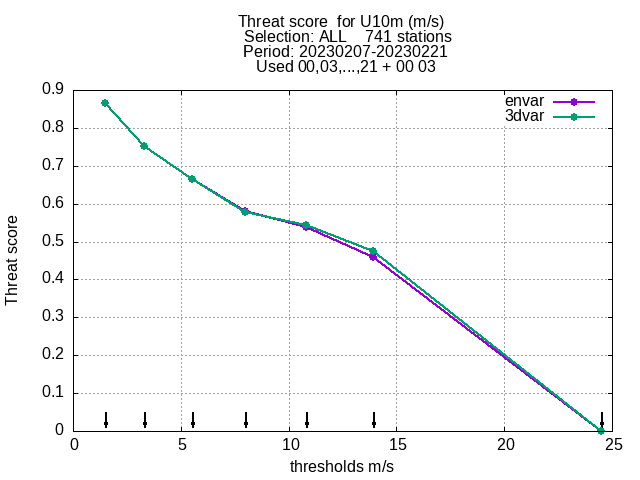 Threat score  for U10m (m/s)
Selection: ALL    741 stations
Period: 20230207-20230221
Used 00,03,...,21 + 00 03
envar
3dvar
Threat score
0.9
0.8
0.7
0.6
0.5
0.4
0.3
0.2
0.1
0
0 5 10 15 20 25
thresholds m/s